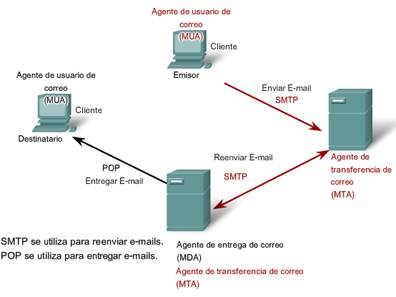 Agente de usuario de
correo
(MUA)
Cliente
Emisor
Agente de usuario de
correo
(MUA)
Cliente
Destinatario
Enviar E-mail
SMTP
Reenviar E-mail
SMTP
Agente de
transferencia de
correo
(MTA)
POP
Entregar E-mail
SMTP se utiliza para reenviar e-mails.
POP se utiliza para entregar e-mails.
Agente de entrega de correo
(MDA)
Agente de transferencia de correo
(MTA)